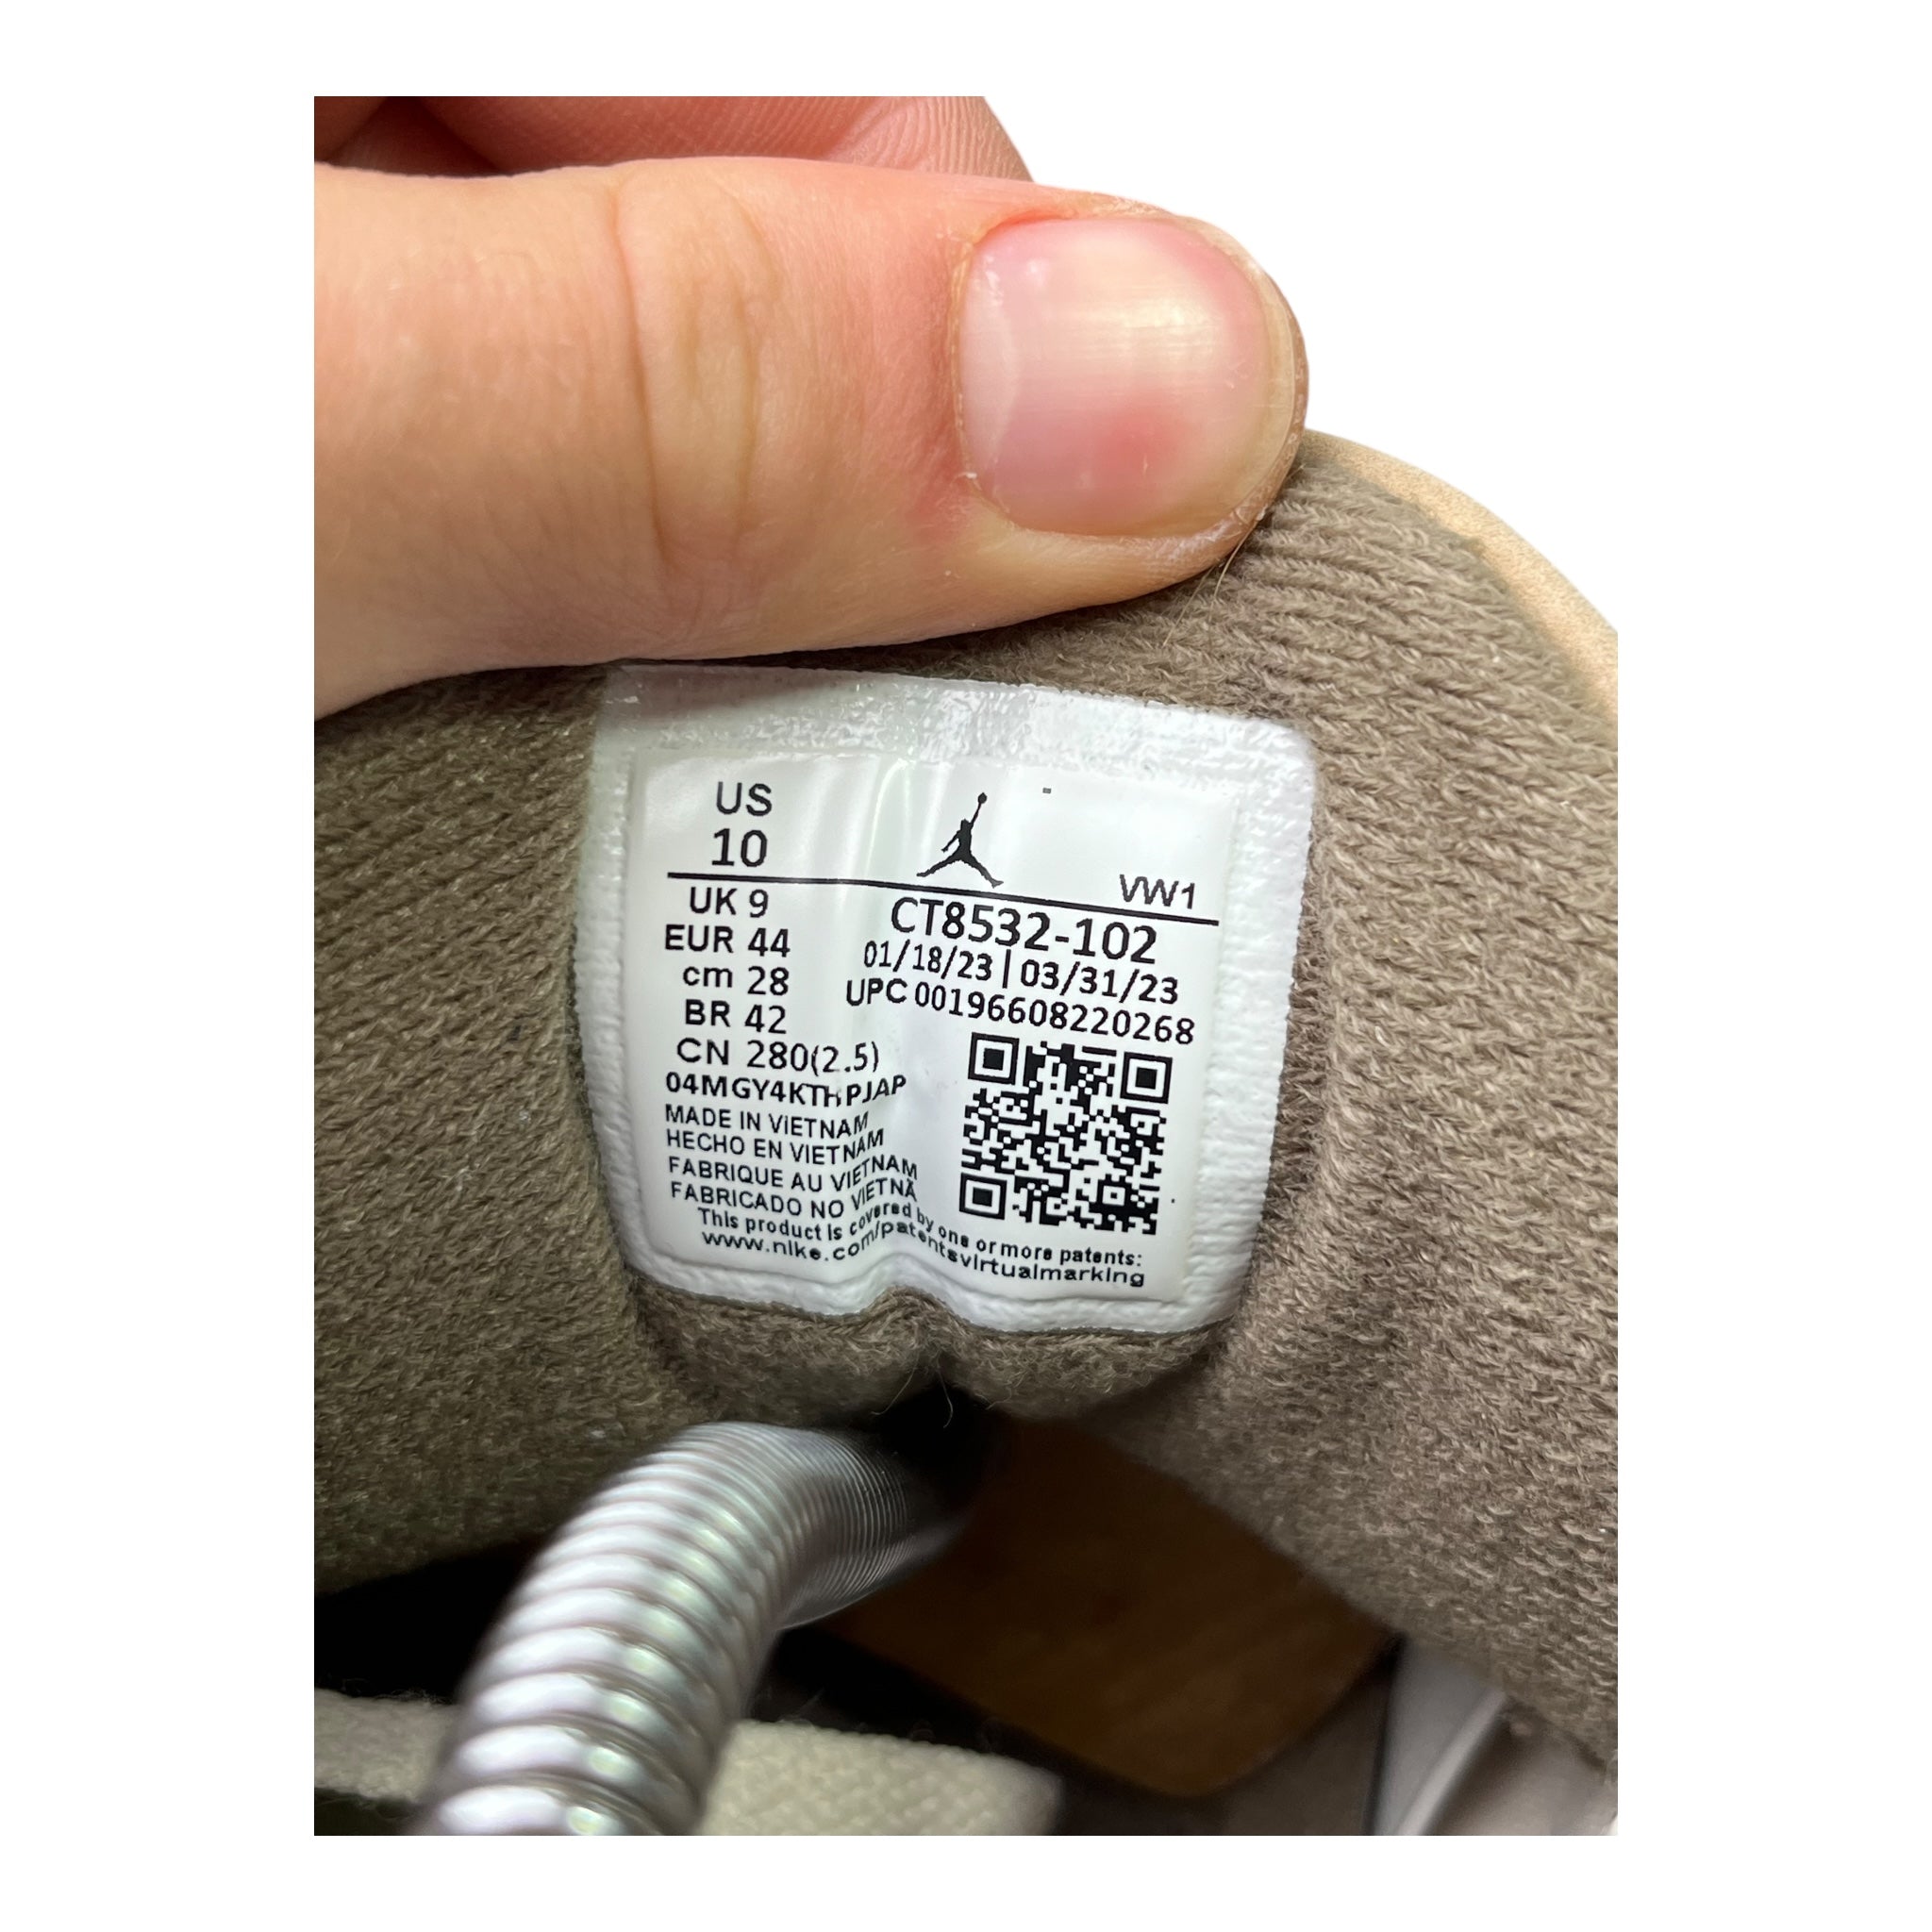 US
10
VW1
UK 9
EUR 44
cm 28
BR 42
CN 280(2.5)
CT8532-102
01/18/23 | 03/31/23
UPC 00196608220268
04MGY4KTHPJAP
MADE IN VIETNAM
HECHO EN VIETNAM
FABRIQUE AU VIETNAM
FABRICADO NO VIETNÃ
This product is covered by one or more patents:
www.nike.com/patentsvirtualmarking